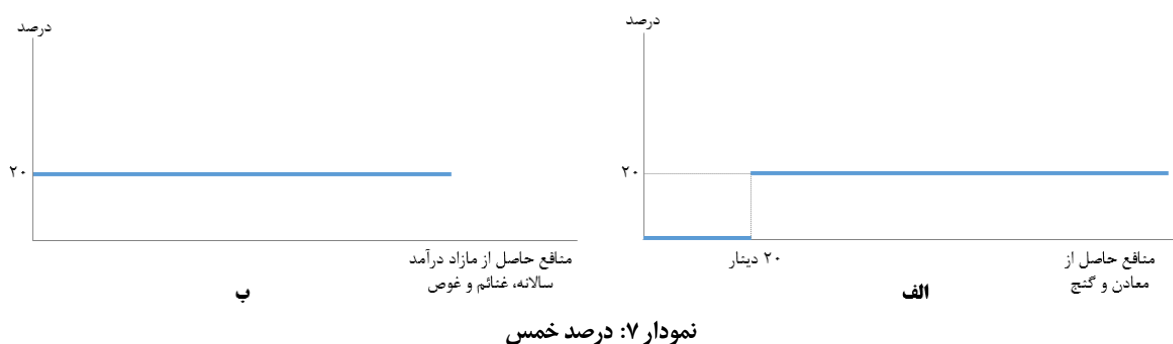 درصد
۲۰
۲۰ دینار
منافع حاصل از
معادن و گنج
الف
درصد
۲۰
منافع حاصل از مازاد درآمد
سالانه، غنائم و غوص
ب
نمودار ۷: درصد خمس